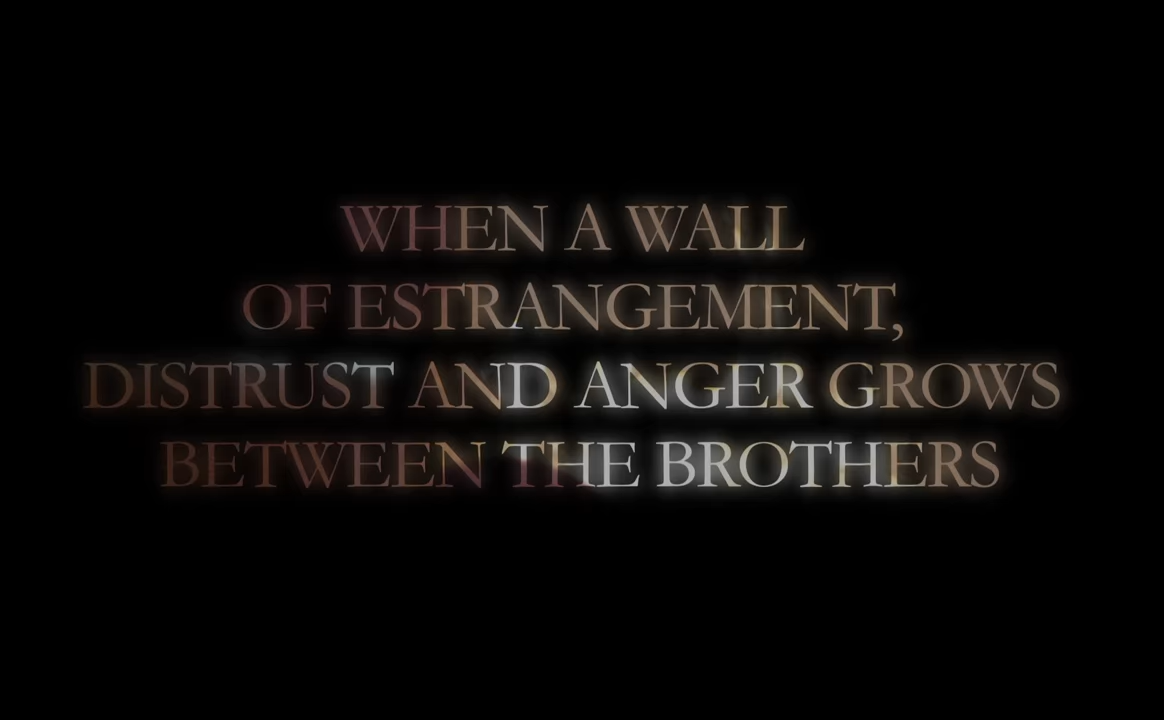 WHEN A WALL
OF ESTRANGEMENT,
DISTRUST AND ANGER GROWS
BETWEEN THE BROTHERS